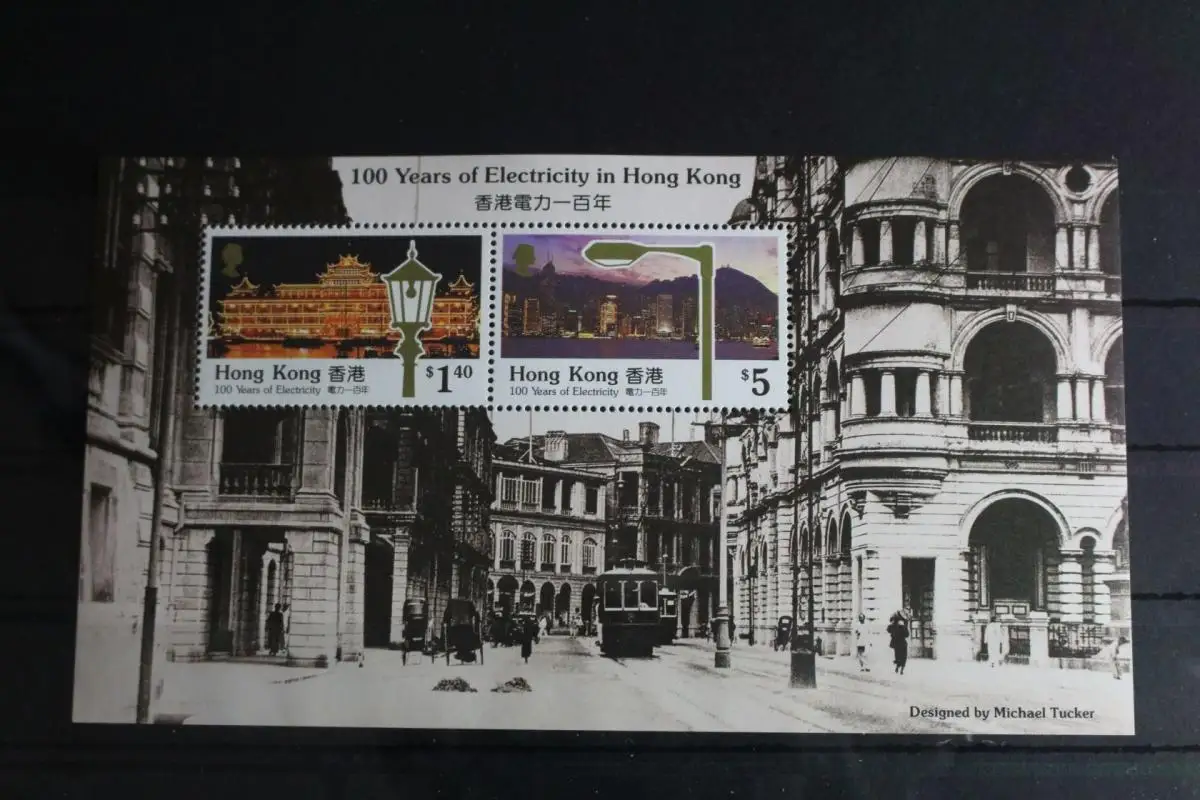 100 Years of Electricity in Hong Kong
香港電力一百年
Hong Kong 香港 $1 40
100 Years of Electricity 電力一百年
Hong Kong 香港 $5
100 Years of Electricity 電力一百年
Designed by Michael Tucker